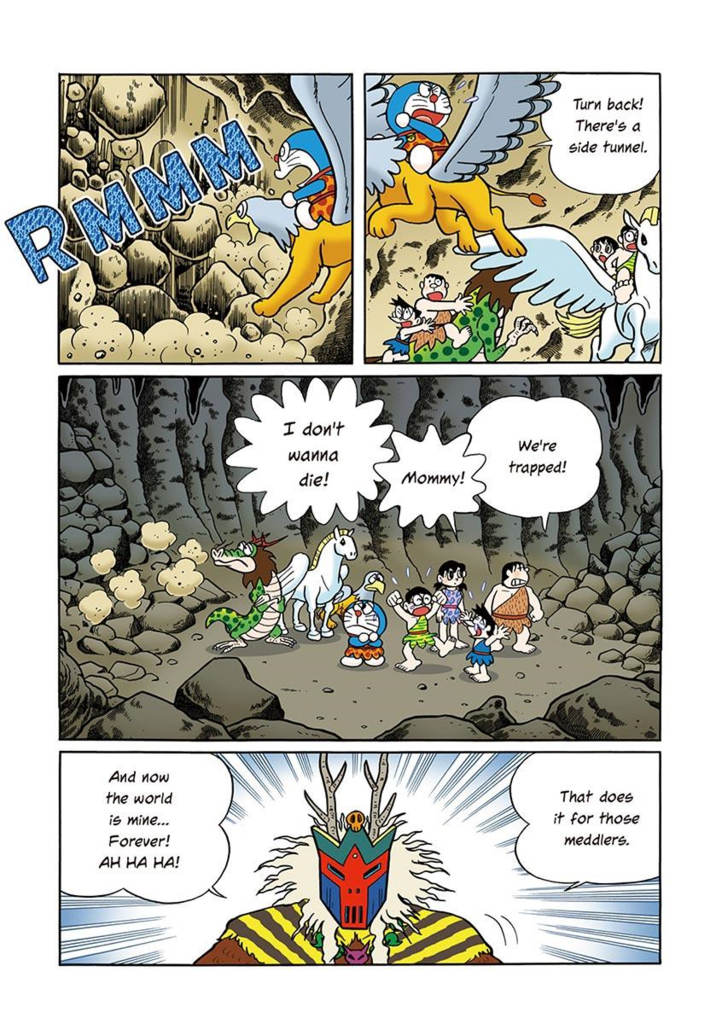 RMMM
Turn back!
There's a
side tunnel.
I don't
wanna
die!
Mommy!
We're
trapped!
And now
the world
is mine...
Forever!
AH HA HA!
That does
it for those
meddlers.